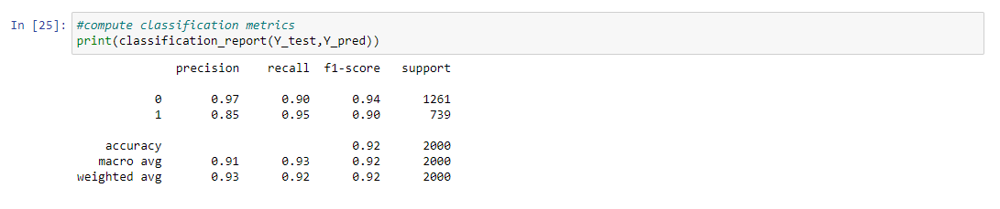 In [25]: #compute classification metrics
print(classification_report(Y_test,Y_pred))
precision recall f1-score support
0 0.97 0.90 0.94 1261
1 0.85 0.95 0.90 739
accuracy 0.92 2000
macro avg 0.91 0.93 0.92 2000
weighted avg 0.93 0.92 0.92 2000